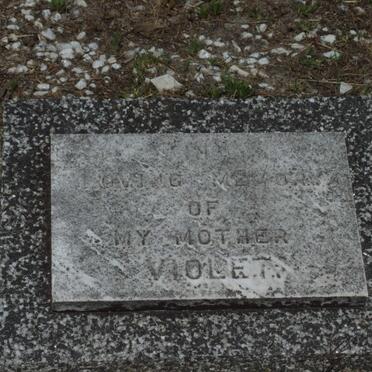 LOVING MEMORY
OF
MY MOTHER
VIOLET.